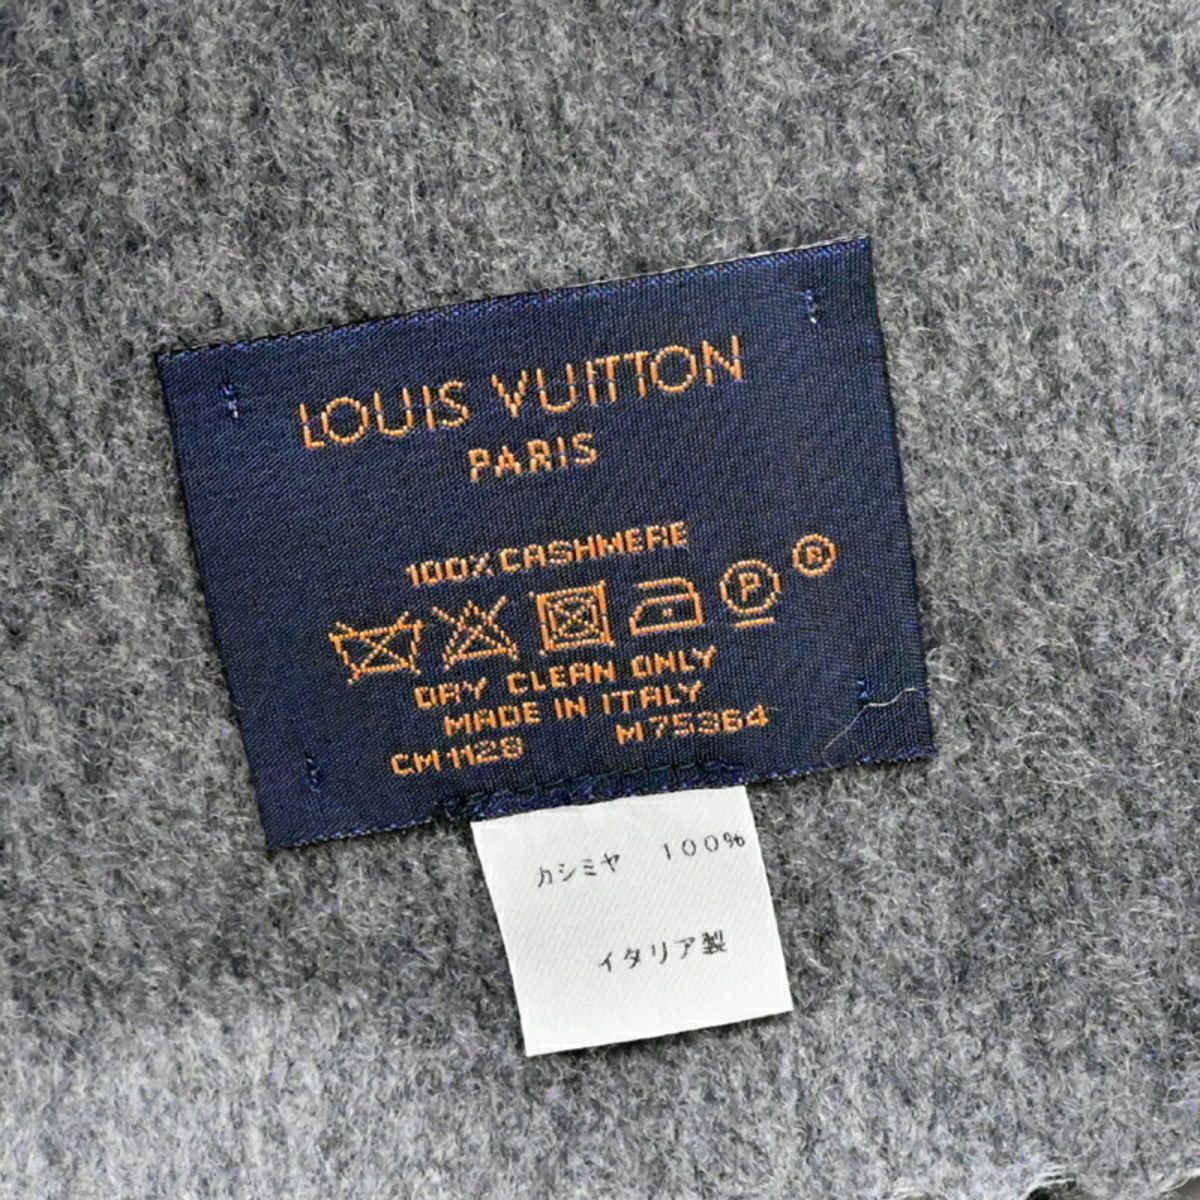 LOUIS VUITTON
PARIS
100% CASHMERE
P
DRY CLEAN ONLY
MADE IN ITALY
CM1128 M75364
カシミヤ 100%
イタリア製